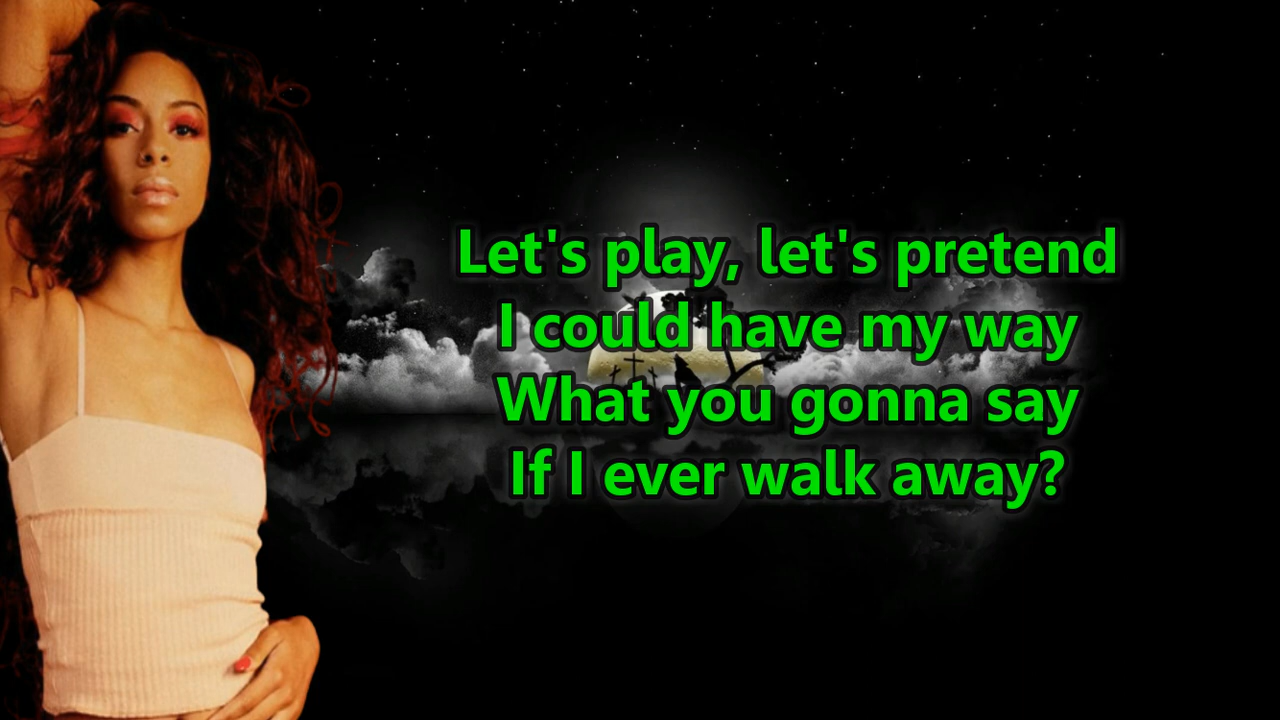 Let's play, let's pretend
I could have my way
What you gonna say
If I ever walk away?